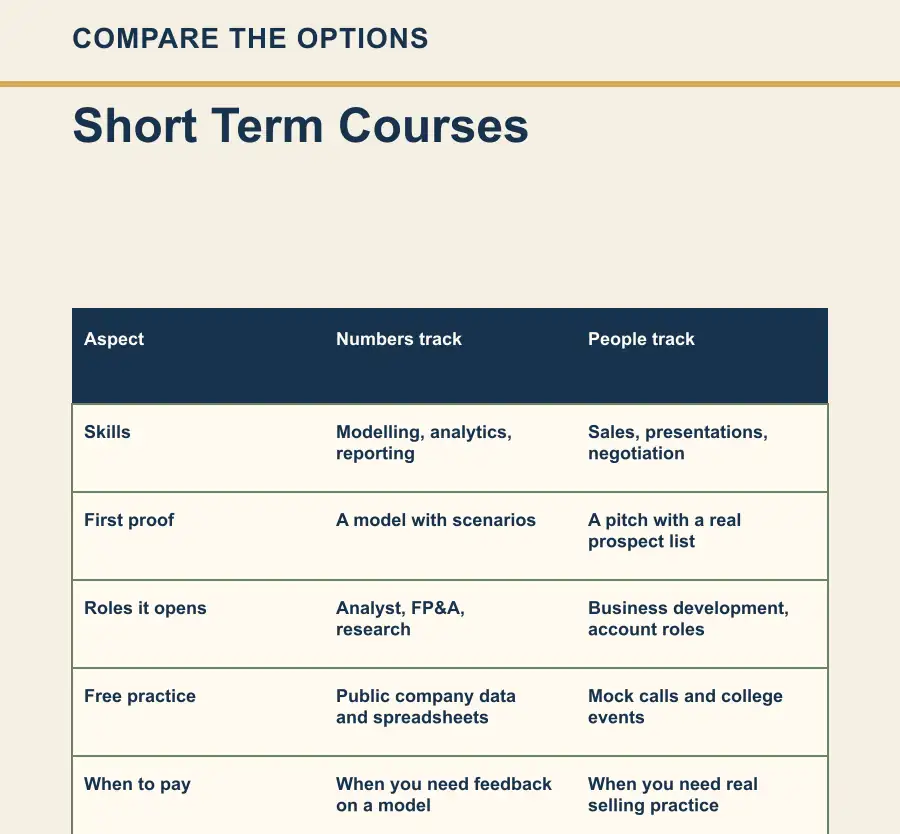 COMPARE THE OPTIONS
Short Term Courses
Aspect
Numbers track
People track
Skills
Modelling, analytics,
reporting
Sales, presentations,
negotiation
First proof
A model with scenarios
A pitch with a real
prospect list
Roles it opens
Analyst, FP&A,
research
Business development,
account roles
Free practice
Public company data
and spreadsheets
Mock calls and college
events
When to pay
When you need feedback
on a model
When you need real
selling practice